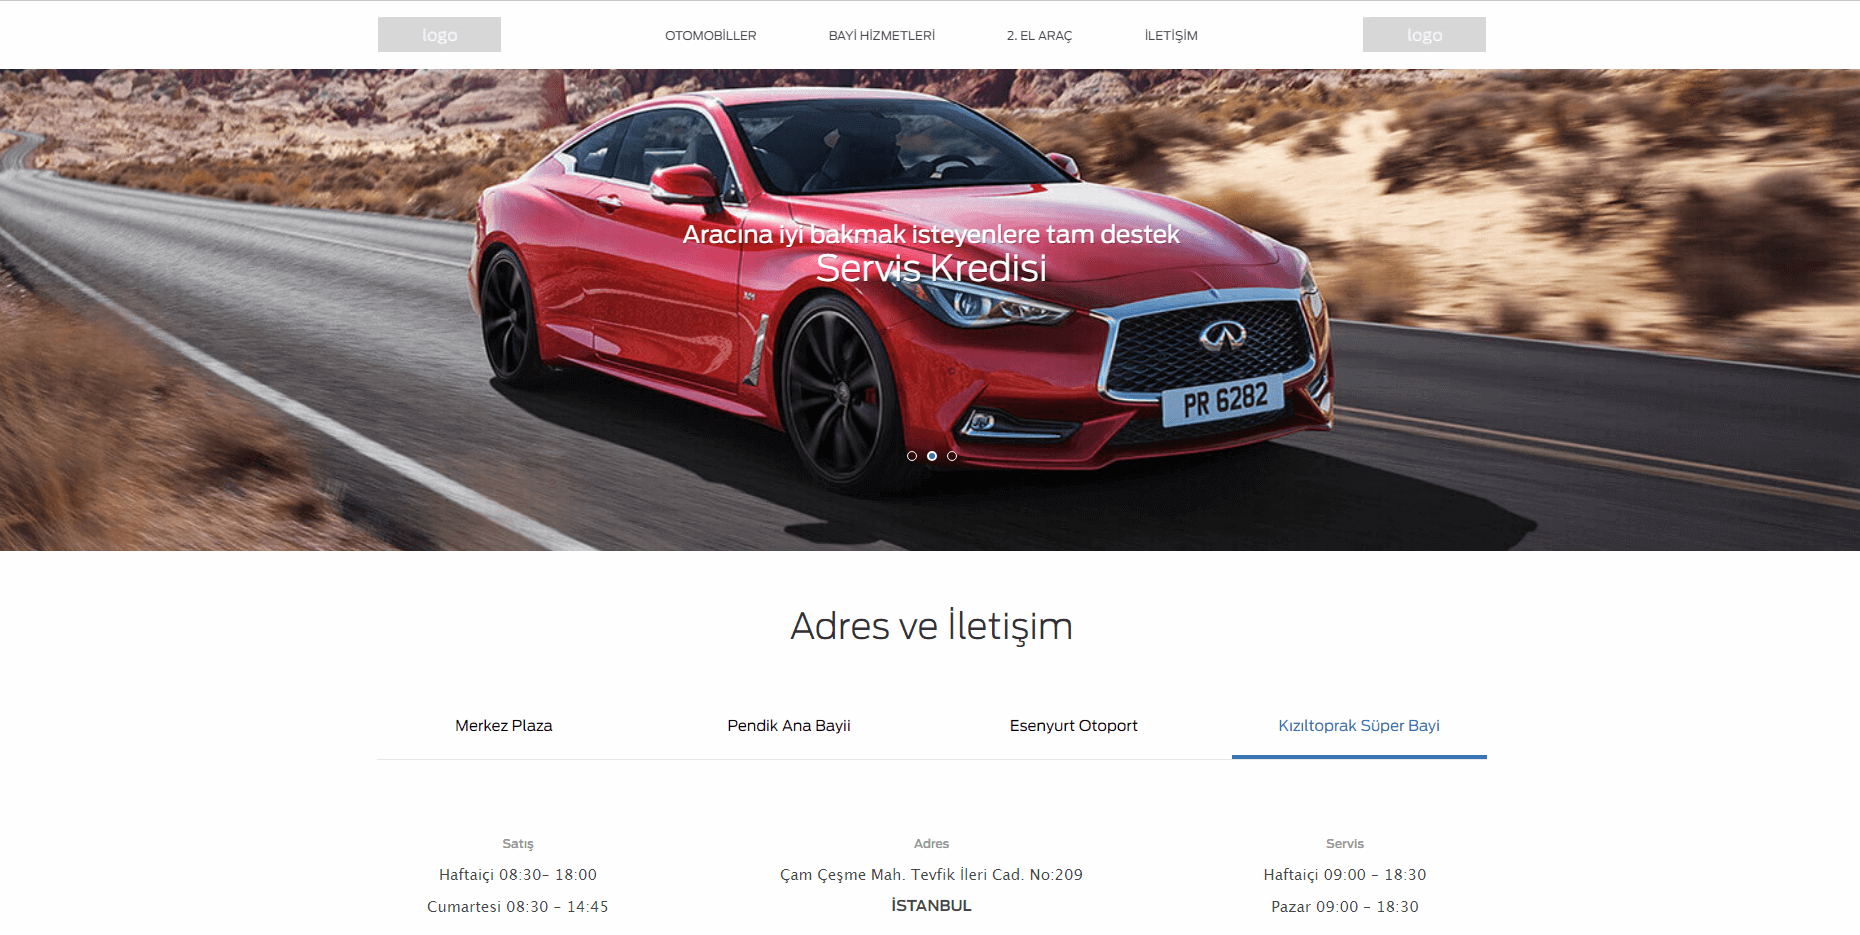 logo
OTOMOBİLLER
BAYİ HİZMETLERİ
2. EL ARAÇ
İLETİŞİM
logo
Aracına iyi bakmak isteyenlere tam destek
Servis Kredisi
PR 6282
Adres ve İletişim
Merkez Plaza
Pendik Ana Bayii
Esenyurt Otoport
Kızıltoprak Süper Bayi
Satış
Haftaiçi 08:30- 18:00
Cumartesi 08:30 - 14:45
Adres
Çam Çeşme Mah. Tevfik İleri Cad. No:209
İSTANBUL
Servis
Haftaiçi 09:00 - 18:30
Pazar 09:00 - 18:30